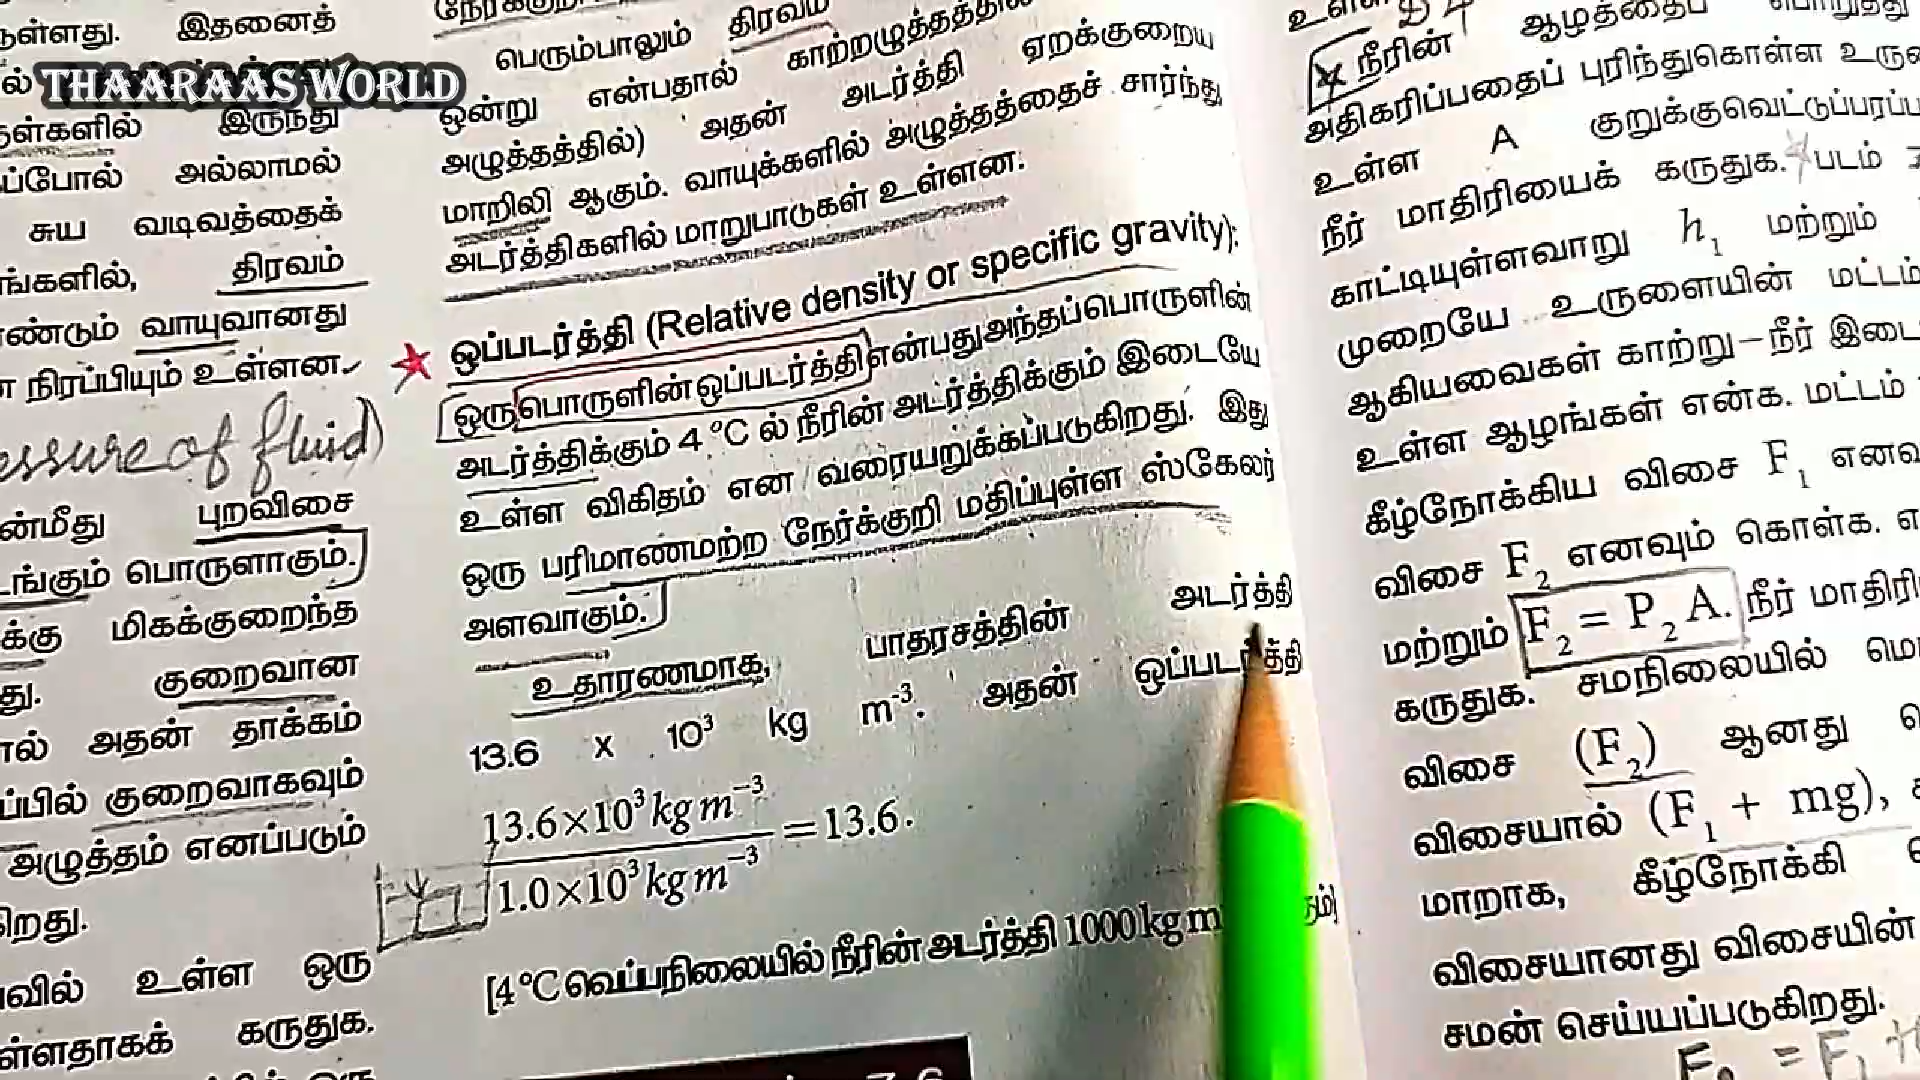 THAARAAS WORLD
ுள்ளது. இதனைத்
ள்களில் இருந்து
ப்போல் அல்லாமல்
சுய வடிவத்தைக்
ங்களில், திரவம்
ண்டும் வாயுவானது
நிரப்பியும் உள்ளன.
essure of fluid)
ன்மீது புறவிசை
டங்கும் பொருளாகும்.
க்கு மிகக்குறைந்த
து. குறைவான
ால் அதன் தாக்கம்
ப்பில் குறைவாகவும்
அழுத்தம் எனப்படும்
கிறது.
வில் உள்ள ஒரு
ள்ளதாகக் கருதுக.
பெரும்பாலும் திரவம்
ஒன்று என்பதால் காற்றழுத்தத்தில்
அழுத்தத்தில்) அதன் அடர்த்தி ஏறக்குறைய
மாறிலி ஆகும். வாயுக்களில் அழுத்தத்தைச் சார்ந்து
அடர்த்திகளில் மாறுபாடுகள் உள்ளன.
ஒப்படர்த்தி (Relative density or specific gravity):
ஒரு பொருளின் ஒப்படர்த்தி என்பது அந்தப்பொருளின்
அடர்த்திக்கும் 4 °C ல் நீரின் அடர்த்திக்கும் இடையே
உள்ள விகிதம் என வரையறுக்கப்படுகிறது. இது
ஒரு பரிமாணமற்ற நேர்க்குறி மதிப்புள்ள ஸ்கேலர்
அளவாகும்.
உதாரணமாக, பாதரசத்தின் அடர்த்தி
13.6 x 10³ kg m⁻³. அதன் ஒப்படர்த்தி
13.6×10³ kg m⁻³
= 13.6.
1.0×10³ kg m⁻³
[4 °C வெப்பநிலையில் நீரின் அடர்த்தி 1000 kg m
நீரின் ஆழத்தைப்
அதிகரிப்பதைப் புரிந்துகொள்ள
உள்ள A குறுக்குவெட்டுப்பரப்ப
நீர் மாதிரியைக் கருதுக. படம்
காட்டியுள்ளவாறு h₁ மற்றும்
முறையே உருளையின் மட்டம்
ஆகியவைகள் காற்று – நீர் இடை
உள்ள ஆழங்கள் என்க. மட்டம்
கீழ்நோக்கிய விசை F₁ எனவ
விசை F₂ எனவும் கொள்க.
மற்றும் F₂ = P₂ A. நீர் மாதிரி
கருதுக. சமநிலையில்
விசை (F₂) ஆனது
விசையால் (F₁ + mg),
மாறாக, கீழ்நோக்கி
விசையானது விசையின்
சமன் செய்யப்படுகிறது.
F₂ = F₁ +